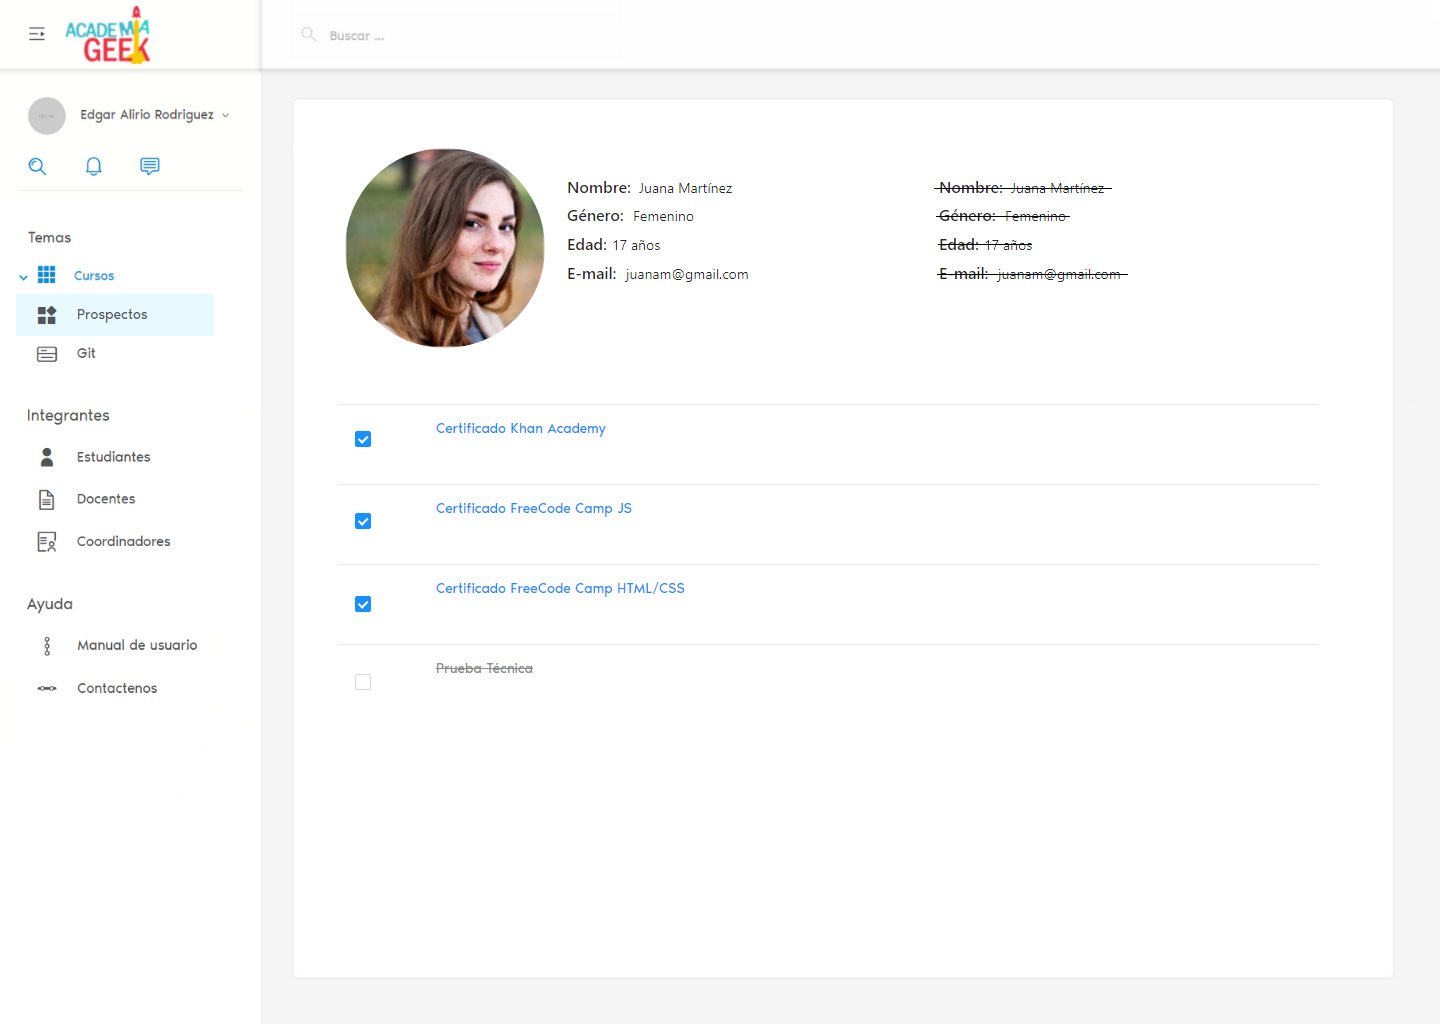 ACADEMIA
GEEK
Buscar ...
Edgar Alirio Rodriguez
Temas
Cursos
Prospectos
Git
Integrantes
Estudiantes
Docentes
Coordinadores
Ayuda
Manual de usuario
Contactenos
Nombre: Juana Martínez
Género: Femenino
Edad: 17 años
E-mail: juanam@gmail.com
Nombre: Juana Martínez
Género: Femenino
Edad: 17 años
E-mail: juanam@gmail.com
Certificado Khan Academy
Certificado FreeCode Camp JS
Certificado FreeCode Camp HTML/CSS
Prueba Técnica